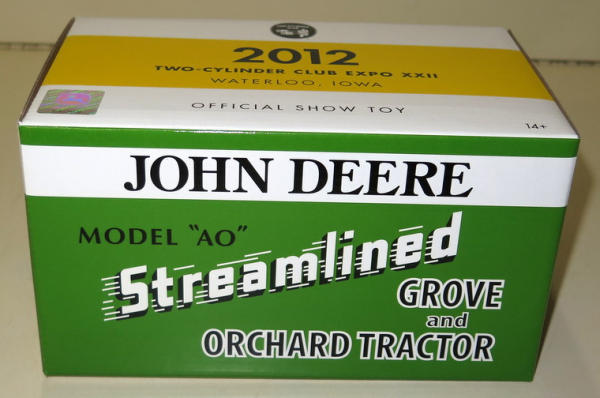 2012
TWO-CYLINDER CLUB EXPO XXII
WATERLOO, IOWA
OFFICIAL SHOW TOY
14+
JOHN DEERE
MODEL "AO"
Streamlined
GROVE
and
ORCHARD TRACTOR